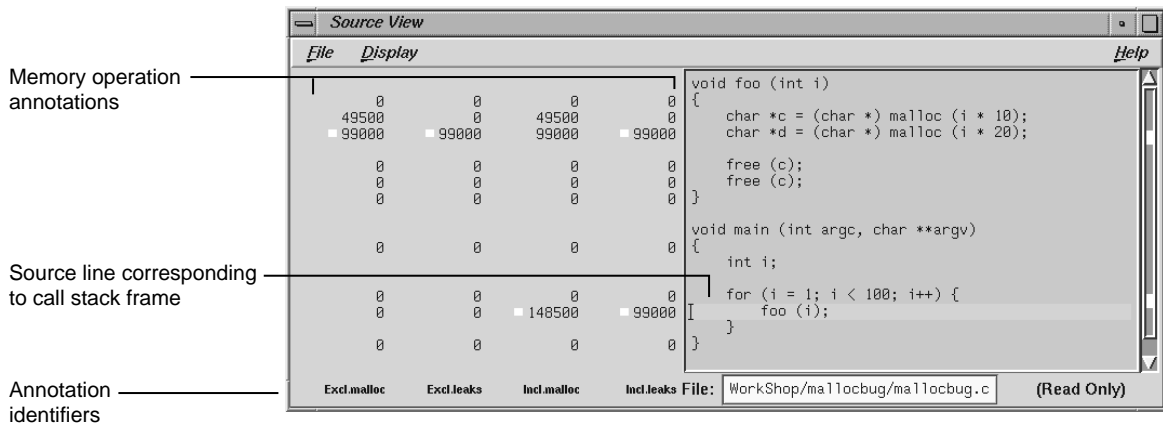 Source View
File Display Help
Memory operation
annotations
void foo (int i)
0 0 0 0 {
49500 0 49500 0 char *c = (char *) malloc (i * 10);
99000 99000 99000 99000 char *d = (char *) malloc (i * 20);
0 0 0 0 free (c);
0 0 0 0 free (c);
0 0 0 0 }
void main (int argc, char **argv)
0 0 0 0 {
int i;
Source line corresponding
to call stack frame
0 0 0 0 for (i = 1; i < 100; i++) {
0 0 148500 99000 foo (i);
}
0 0 0 0 }
Annotation
identifiers
Excl.malloc Excl.leaks Incl.malloc Incl.leaks File: WorkShop/mallocbug/mallocbug.c (Read Only)